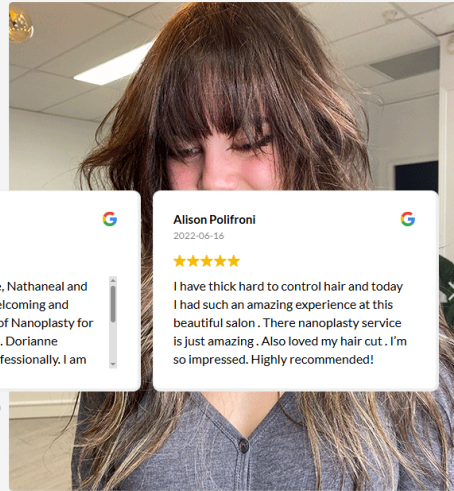 e, Nathaneal and
elcoming and
of Nanoplasty for
. Dorianne
fessionally. I am
Alison Polifroni
2022-06-16
I have thick hard to control hair and today
I had such an amazing experience at this
beautiful salon . There nanoplasty service
is just amazing . Also loved my hair cut . I'm
so impressed. Highly recommended!